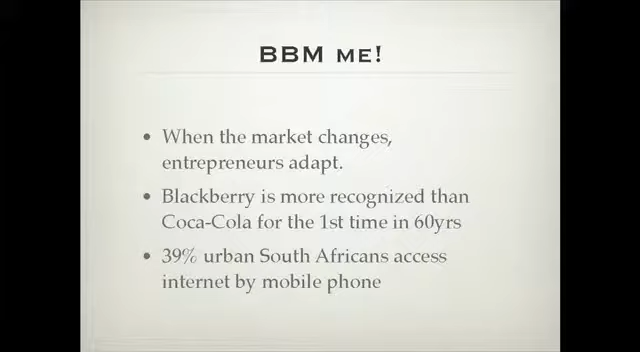 BBM ME!
• When the market changes,
entrepreneurs adapt.
• Blackberry is more recognized than
Coca-Cola for the 1st time in 60yrs
• 39% urban South Africans access
internet by mobile phone